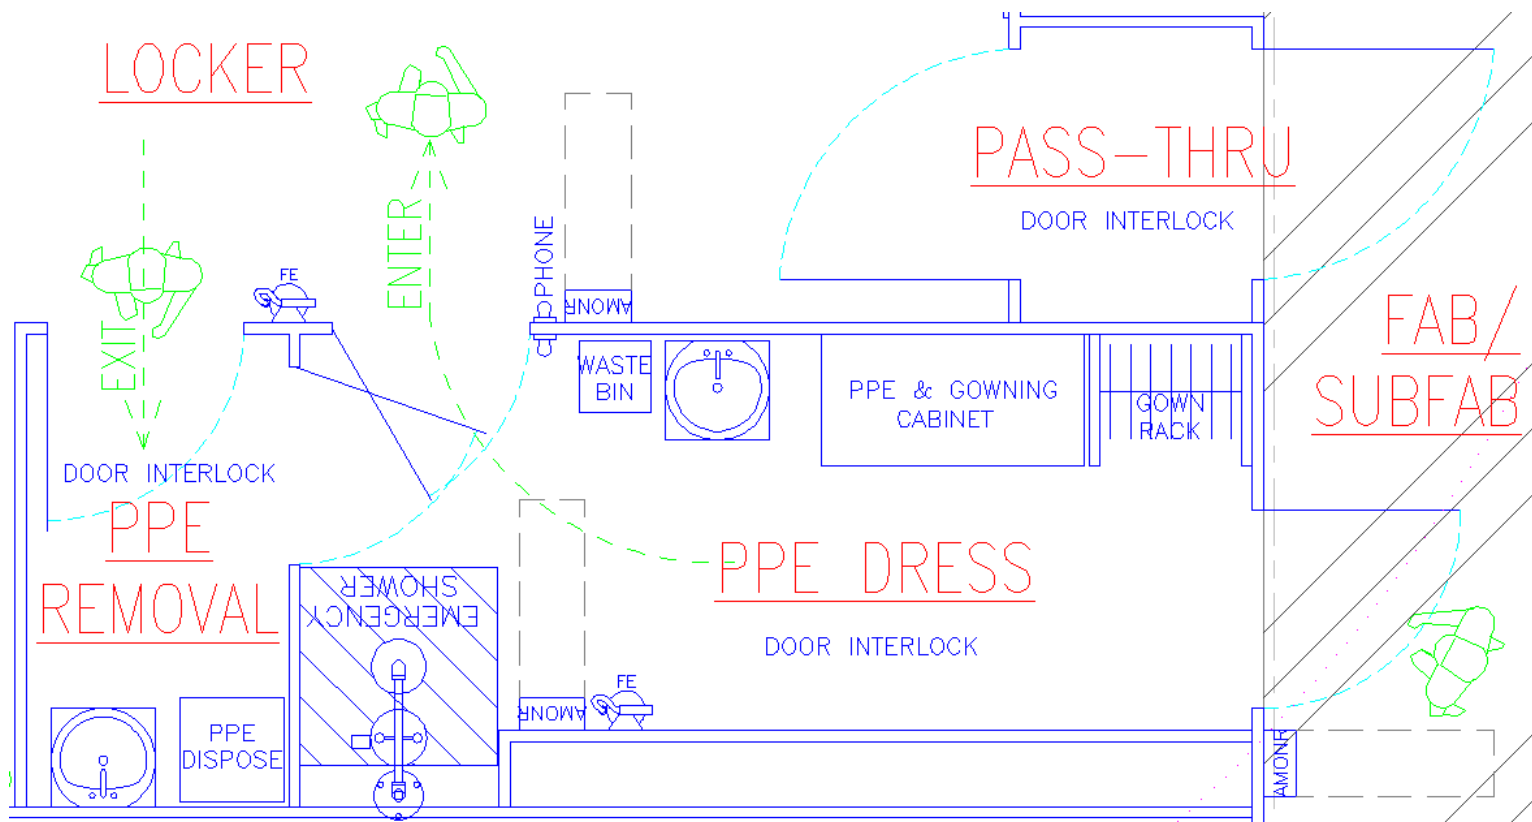 LOCKER
PASS-THRU
DOOR INTERLOCK
PHONE
ENTER
FE
AMONR
EXIT
FAB/
SUBFAB
WASTE
BIN
PPE & GOWNING
CABINET
GOWN
RACK
DOOR INTERLOCK
PPE
REMOVAL
EMERGENCY
SHOWER
PPE DRESS
DOOR INTERLOCK
FE
AMONR
PPE
DISPOSE
AMONR